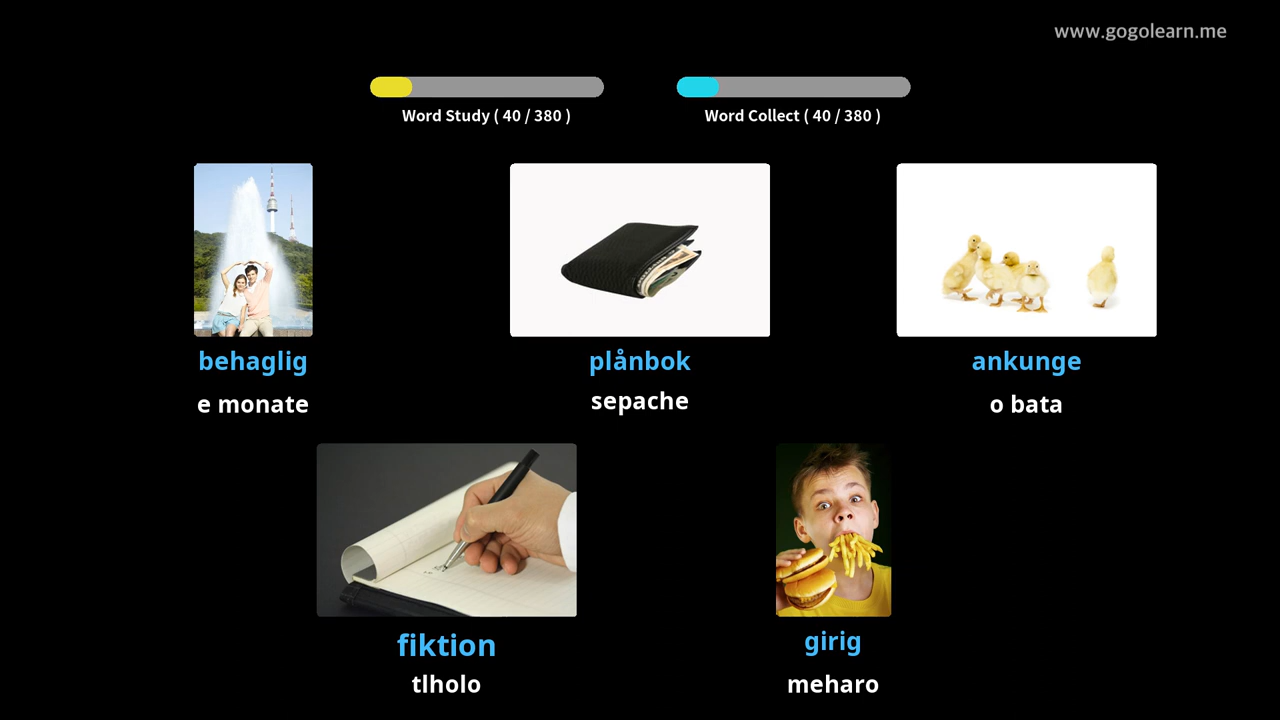 www.gogolearn.me
Word Study ( 40 / 380 )
Word Collect ( 40 / 380 )
behaglig
e monate
plånbok
sepache
ankunge
o bata
fiktion
tlholo
girig
meharo